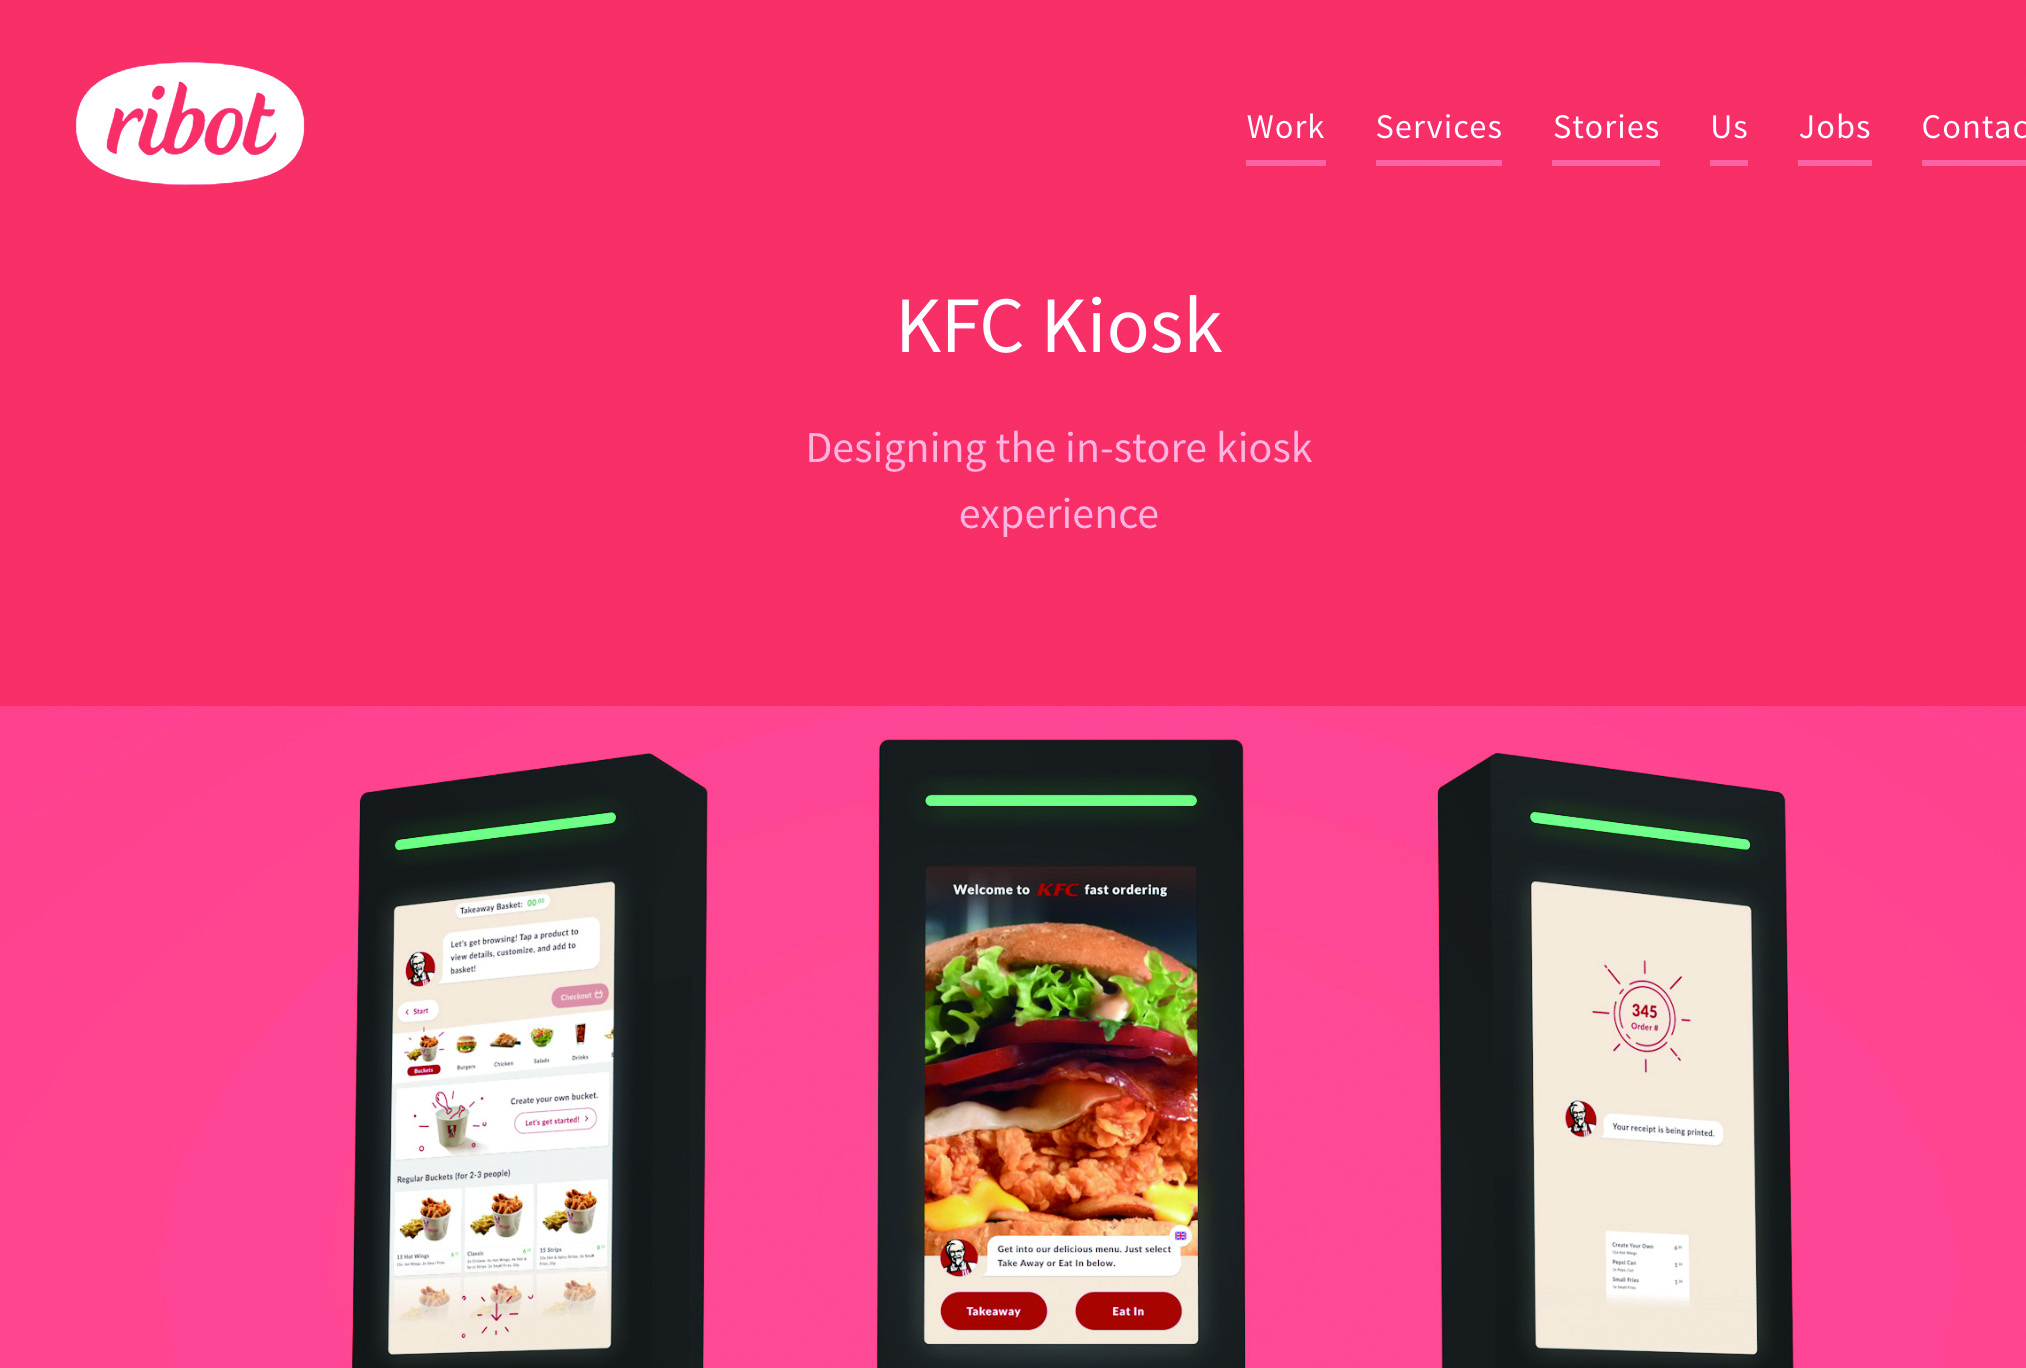 ribot
Work
Services
Stories
Us
Jobs
Contac
KFC Kiosk
Designing the in-store kiosk
experience
Takeaway Basket: 00.00
Let's get browsing! Tap a product to
view details, customize, and add to
basket!
Checkout
Start
Buckets
Burgers
Chicken
Salads
Drinks
Create your own bucket.
Let's get started!
Regular Buckets (for 2-3 people)
15 Hot Wings
Classic
15 Strips
Welcome to KFC fast ordering
Get into our delicious menu. Just select
Take Away or Eat In below.
Takeaway
Eat In
345
Order #
Your receipt is being printed.
Create Your Own
Pepsi Can
Small Fries